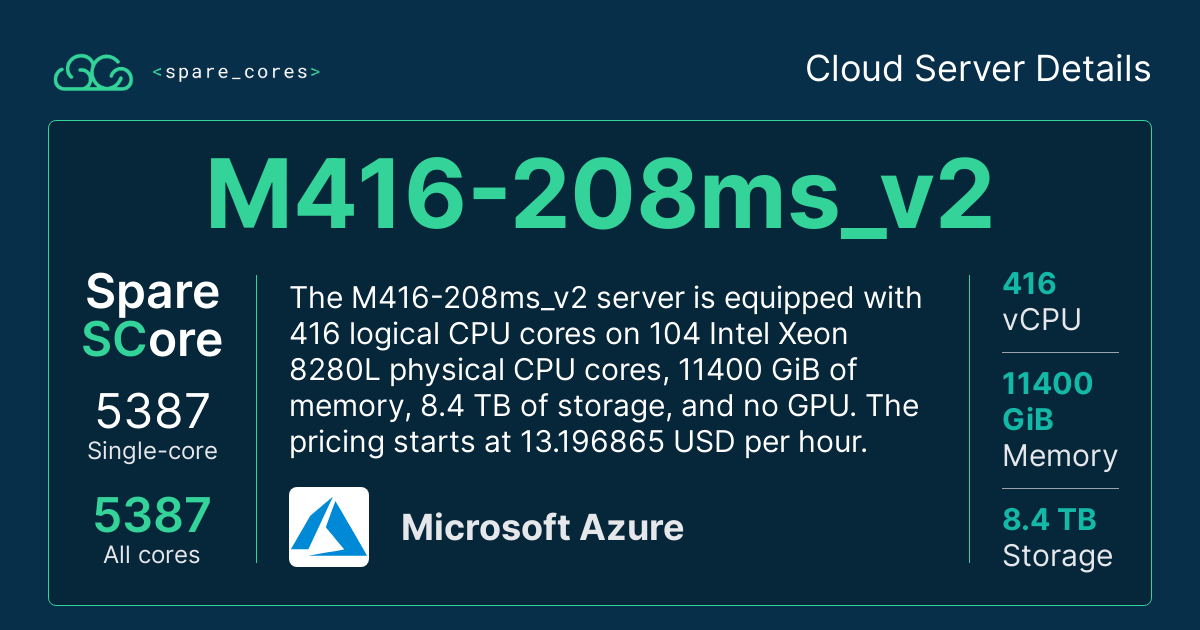 <spare_cores>
Cloud Server Details
M416-208ms_v2
Spare
SCore
5387
Single-core
5387
All cores
The M416-208ms_v2 server is equipped with
416 logical CPU cores on 104 Intel Xeon
8280L physical CPU cores, 11400 GiB of
memory, 8.4 TB of storage, and no GPU. The
pricing starts at 13.196865 USD per hour.
Microsoft Azure
416
vCPU
11400
GiB
Memory
8.4 TB
Storage